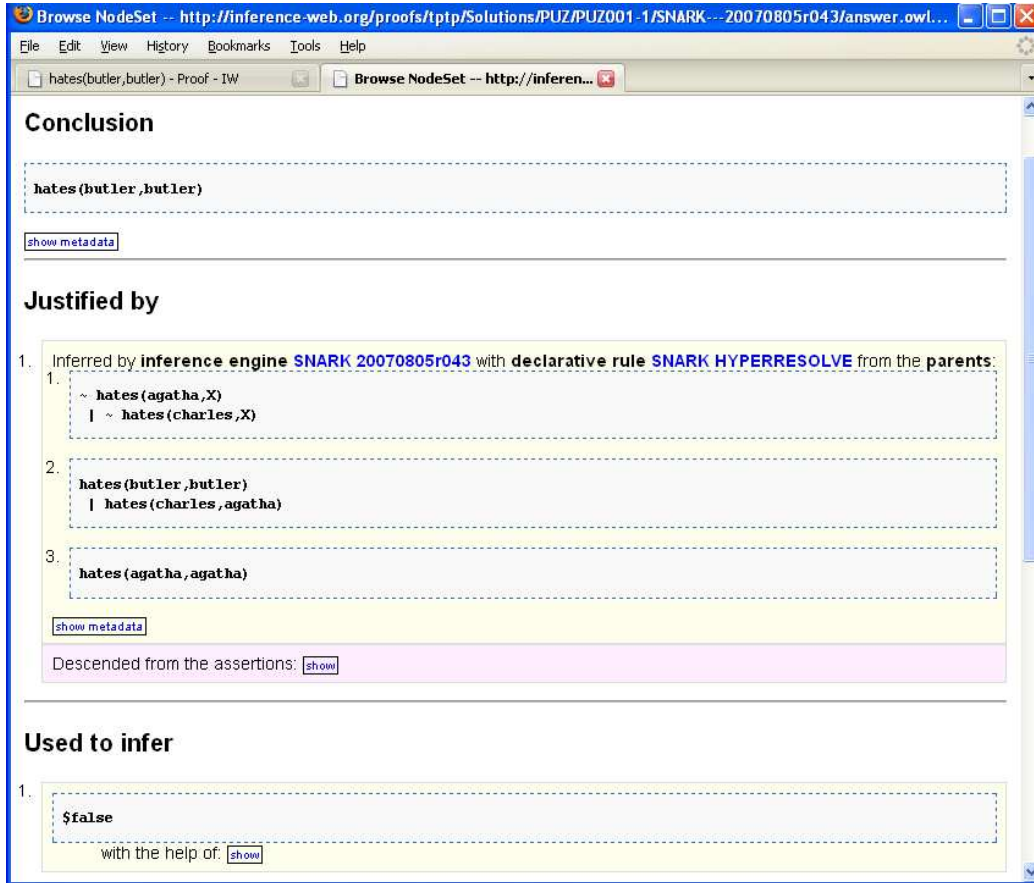 Browse NodeSet -- http://inference-web.org/proofs/tptp/Solutions/PUZ/PUZ001-1/SNARK---20070805r043/answer.owl...
File Edit View History Bookmarks Tools Help
hates(butler,butler) - Proof - IW Browse NodeSet -- http://inferen...
Conclusion
hates(butler,butler)
show metadata
Justified by
1. Inferred by inference engine SNARK 20070805r043 with declarative rule SNARK HYPERRESOLVE from the parents:
1.
~ hates(agatha,X)
| ~ hates(charles,X)
2.
hates(butler,butler)
| hates(charles,agatha)
3.
hates(agatha,agatha)
show metadata
Descended from the assertions: show
Used to infer
1.
$false
with the help of: show